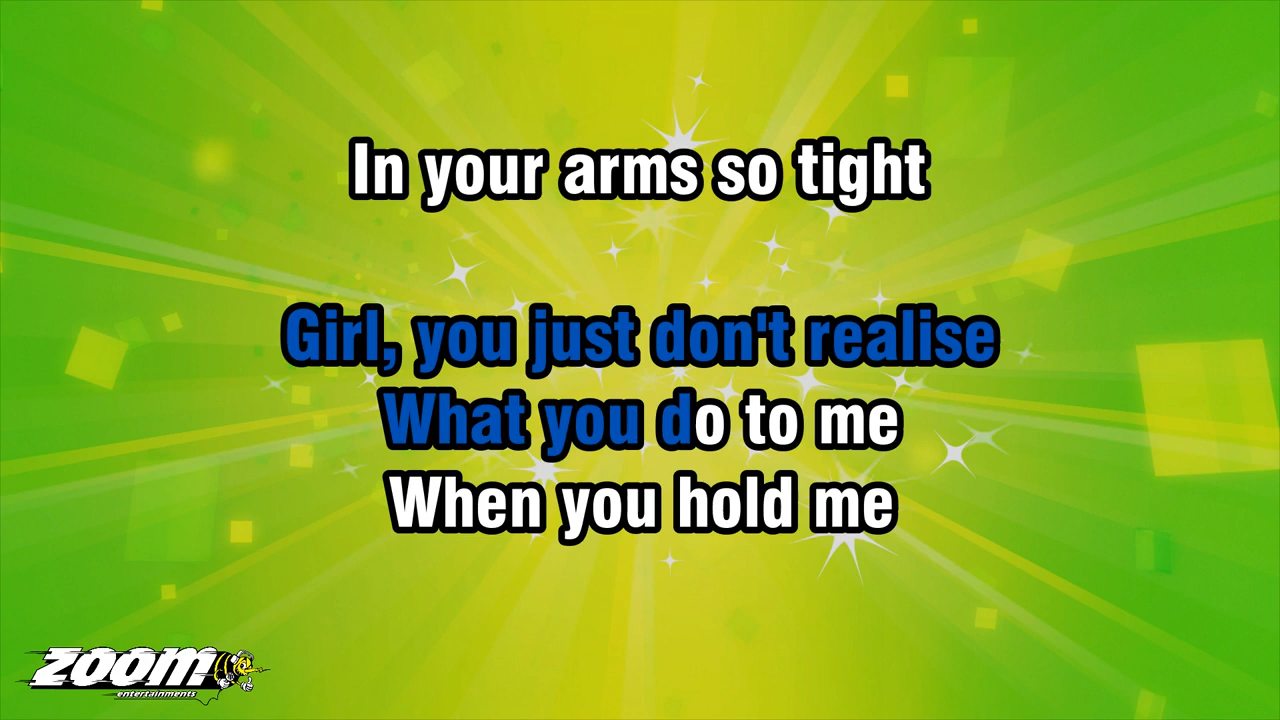 In your arms so tight
Girl, you just don't realise
What you do to me
When you hold me
ZOOM
entertainments